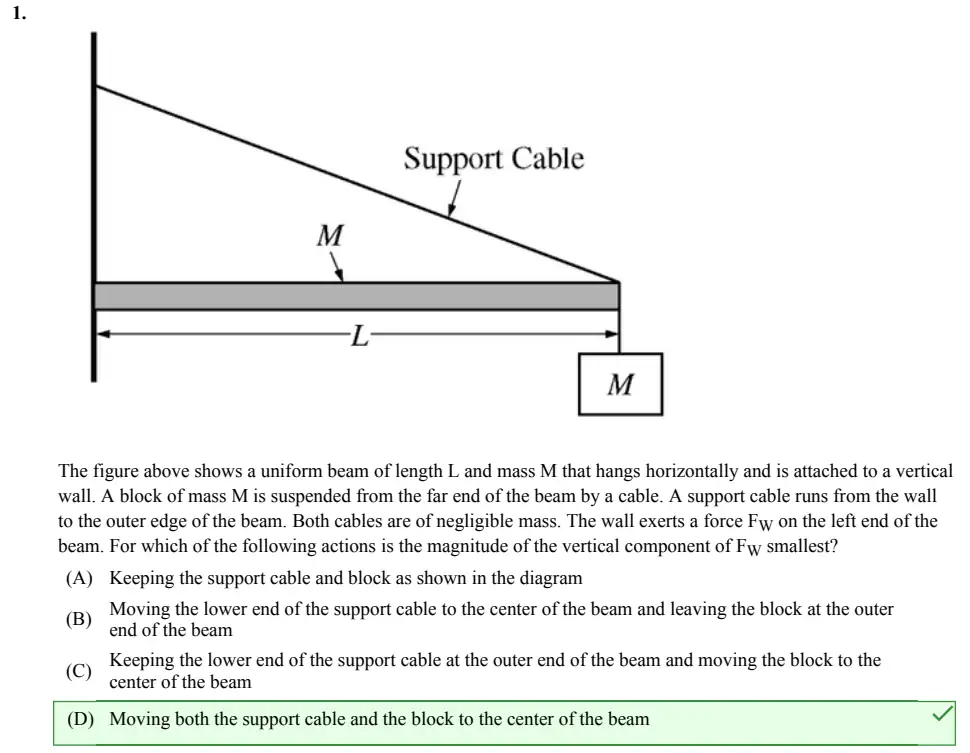 1.
Support Cable
M
L
M
The figure above shows a uniform beam of length L and mass M that hangs horizontally and is attached to a vertical
wall. A block of mass M is suspended from the far end of the beam by a cable. A support cable runs from the wall
to the outer edge of the beam. Both cables are of negligible mass. The wall exerts a force FW on the left end of the
beam. For which of the following actions is the magnitude of the vertical component of FW smallest?
(A) Keeping the support cable and block as shown in the diagram
(B) Moving the lower end of the support cable to the center of the beam and leaving the block at the outer
end of the beam
(C) Keeping the lower end of the support cable at the outer end of the beam and moving the block to the
center of the beam
(D) Moving both the support cable and the block to the center of the beam